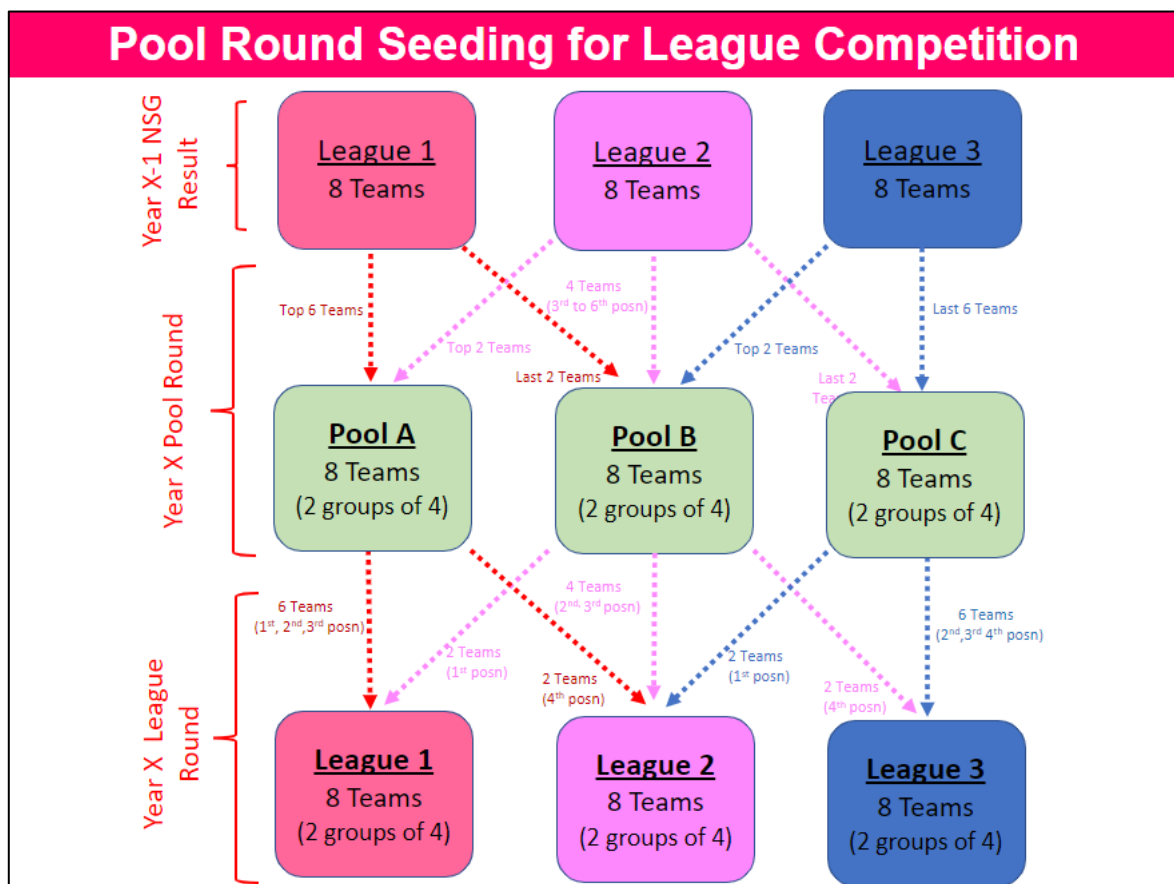 Pool Round Seeding for League Competition
Year X-1 NSG
Result
League 1
8 Teams
League 2
8 Teams
League 3
8 Teams
Top 6 Teams
Top 2 Teams
Last 2 Teams
4 Teams
(3rd to 6th posn)
Top 2 Teams
Last 2
Last 6 Teams
Year X Pool Round
Pool A
8 Teams
(2 groups of 4)
Pool B
8 Teams
(2 groups of 4)
Pool C
8 Teams
(2 groups of 4)
6 Teams
(1st, 2nd,3rd posn)
2 Teams
(1st posn)
2 Teams
(4th posn)
4 Teams
(2nd, 3rd posn)
2 Teams
(1st posn)
2 Teams
(4th posn)
6 Teams
(2nd,3rd 4th posn)
Year X League
Round
League 1
8 Teams
(2 groups of 4)
League 2
8 Teams
(2 groups of 4)
League 3
8 Teams
(2 groups of 4)